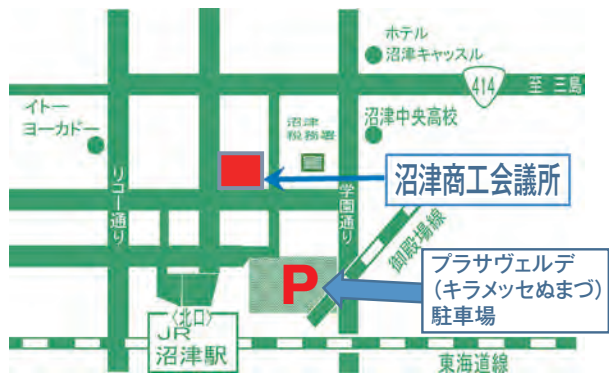 ホテル
沼津キャッスル
414
至 三島
イトー
ヨーカドー
沼津
税務署
沼津中央高校
リコー通り
学園通り
沼津商工会議所
御殿場線
P
プラサヴェルデ
(キラメッセぬまづ)
駐車場
〈北口〉
JR
沼津駅
東海道線